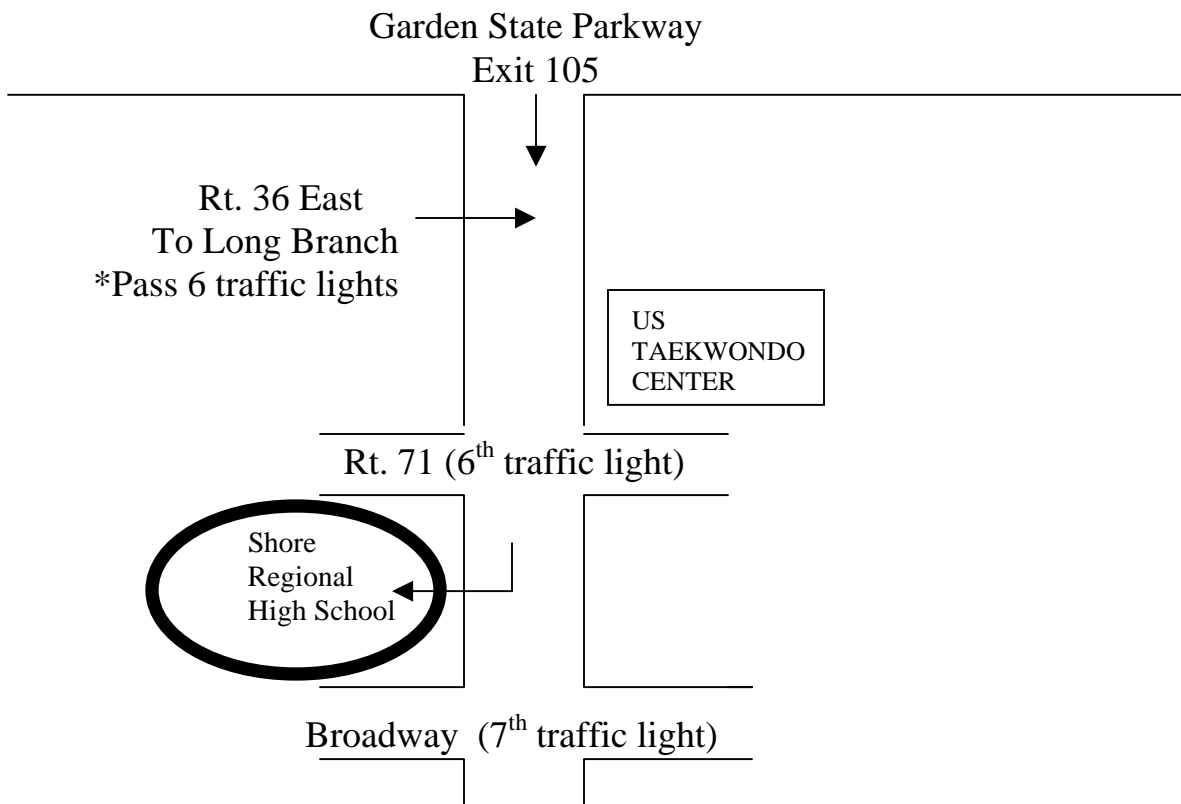 Garden State Parkway
Exit 105
Rt. 36 East
To Long Branch
*Pass 6 traffic lights
US
TAEKWONDO
CENTER
Rt. 71 (6th traffic light)
Shore
Regional
High School
Broadway (7th traffic light)